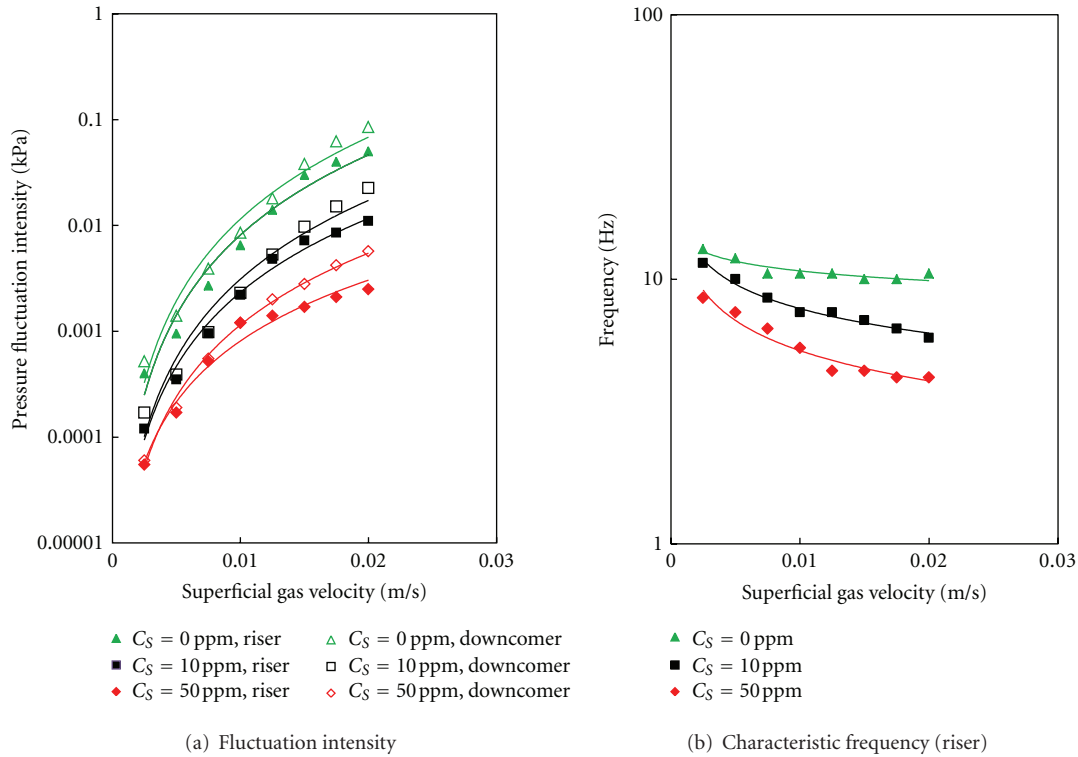 1
0.1
0.01
0.001
0.0001
0.00001
Pressure fluctuation intensity (kPa)
0 0.01 0.02 0.03
Superficial gas velocity (m/s)
C_S = 0 ppm, riser
C_S = 10 ppm, riser
C_S = 50 ppm, riser
C_S = 0 ppm, downcomer
C_S = 10 ppm, downcomer
C_S = 50 ppm, downcomer
(a) Fluctuation intensity
100
10
1
Frequency (Hz)
0 0.01 0.02 0.03
Superficial gas velocity (m/s)
C_S = 0 ppm
C_S = 10 ppm
C_S = 50 ppm
(b) Characteristic frequency (riser)